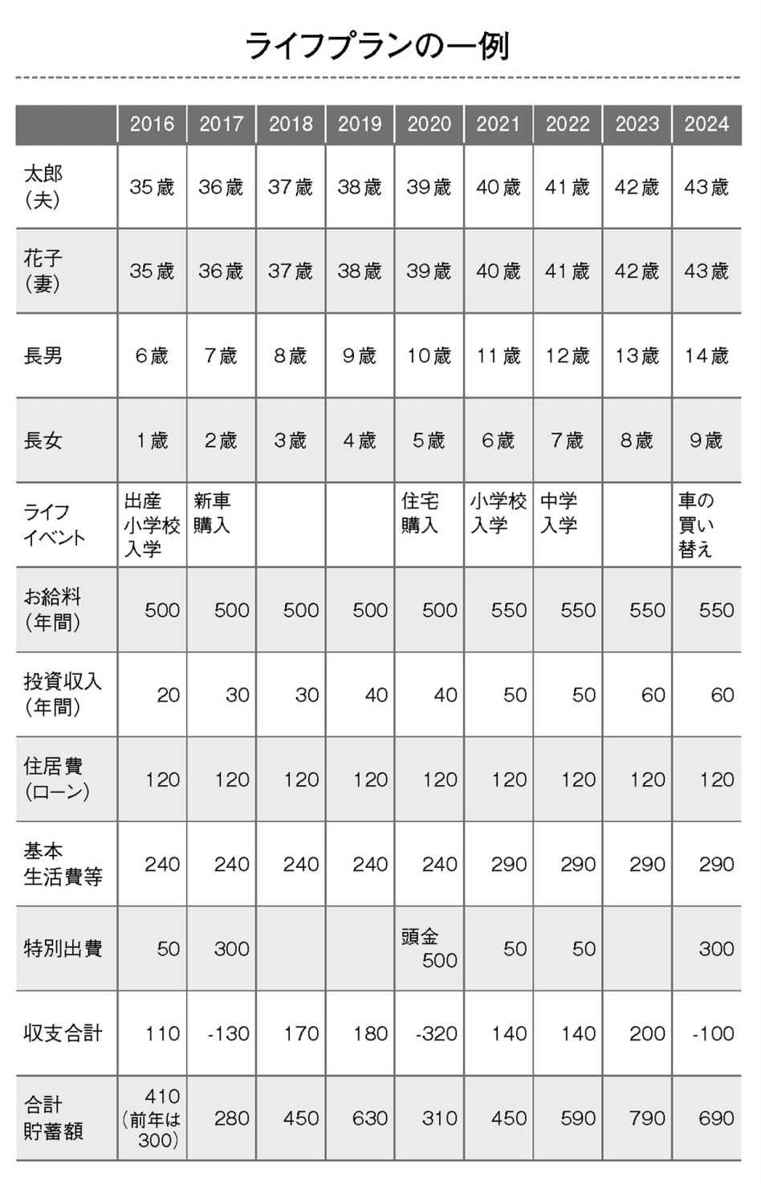 ライフプランの一例
2016 2017 2018 2019 2020 2021 2022 2023 2024
太郎
（夫） 35歳 36歳 37歳 38歳 39歳 40歳 41歳 42歳 43歳
花子
（妻） 35歳 36歳 37歳 38歳 39歳 40歳 41歳 42歳 43歳
長男 6歳 7歳 8歳 9歳 10歳 11歳 12歳 13歳 14歳
長女 1歳 2歳 3歳 4歳 5歳 6歳 7歳 8歳 9歳
ライフ
イベント
出産
小学校
入学
新車
購入
住宅
購入
小学校
入学
中学
入学
車の
買い
替え
お給料
（年間） 500 500 500 500 500 550 550 550 550
投資収入
（年間） 20 30 30 40 40 50 50 60 60
住居費
（ローン） 120 120 120 120 120 120 120 120 120
基本
生活費等 240 240 240 240 240 290 290 290 290
特別出費 50 300 頭金
500 50 50 300
収支合計 110 -130 170 180 -320 140 140 200 -100
合計
貯蓄額
410
（前年は
300）
280 450 630 310 450 590 790 690